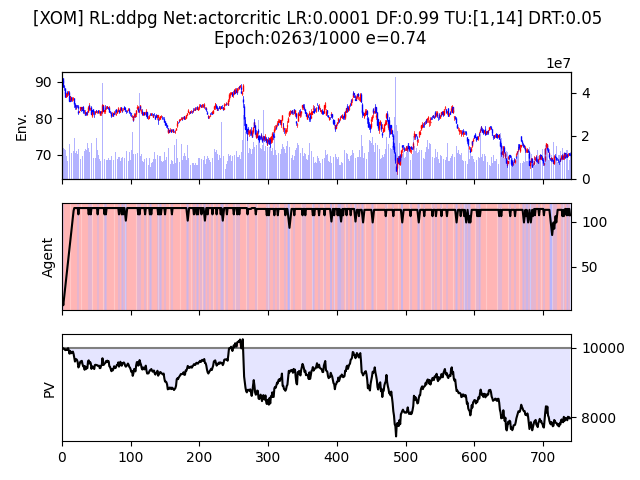 [XOM] RL:ddpg Net:actorcritic LR:0.0001 DF:0.99 TU:[1,14] DRT:0.05
Epoch:0263/1000 e=0.74
1e7
90
80
70
Env.
4
2
0
Agent
100
50
PV
10000
8000
0 100 200 300 400 500 600 700